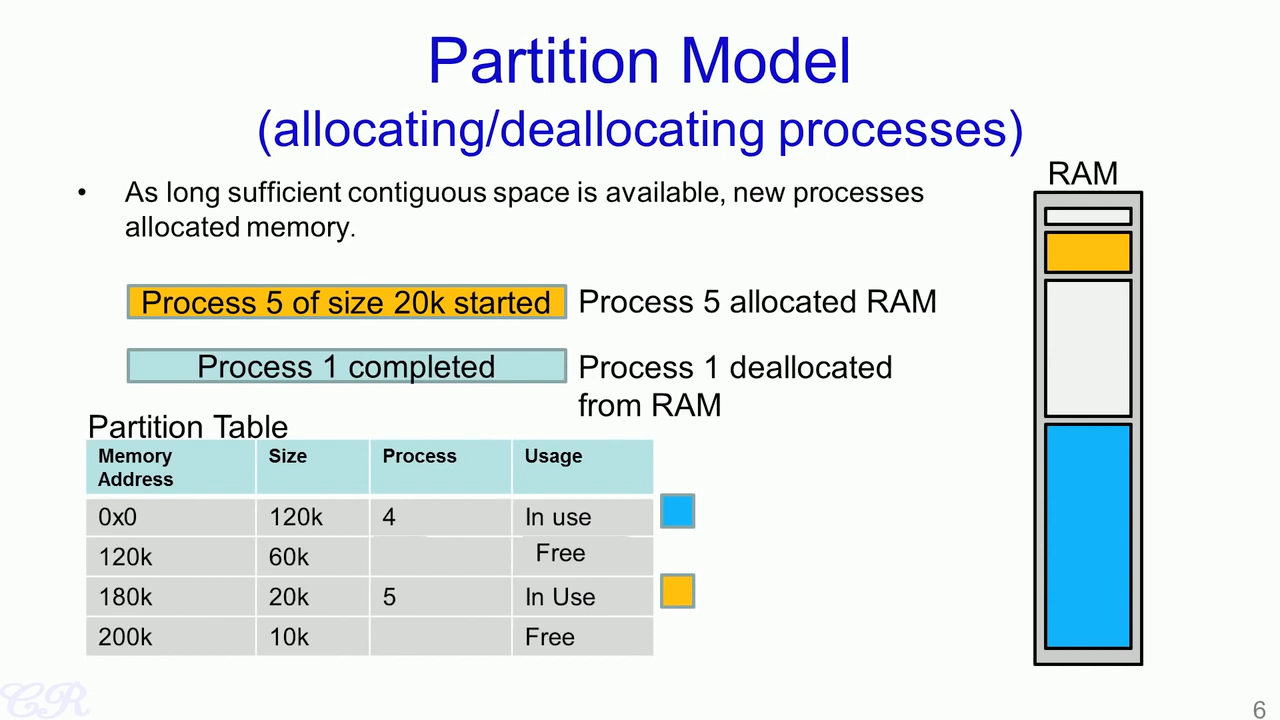 Partition Model
(allocating/deallocating processes)
RAM
• As long sufficient contiguous space is available, new processes
allocated memory.
Process 5 of size 20k started Process 5 allocated RAM
Process 1 completed Process 1 deallocated
from RAM
Partition Table
Memory Address Size Process Usage
0x0 120k 4 In use
120k 60k Free
180k 20k 5 In Use
200k 10k Free
CR
6